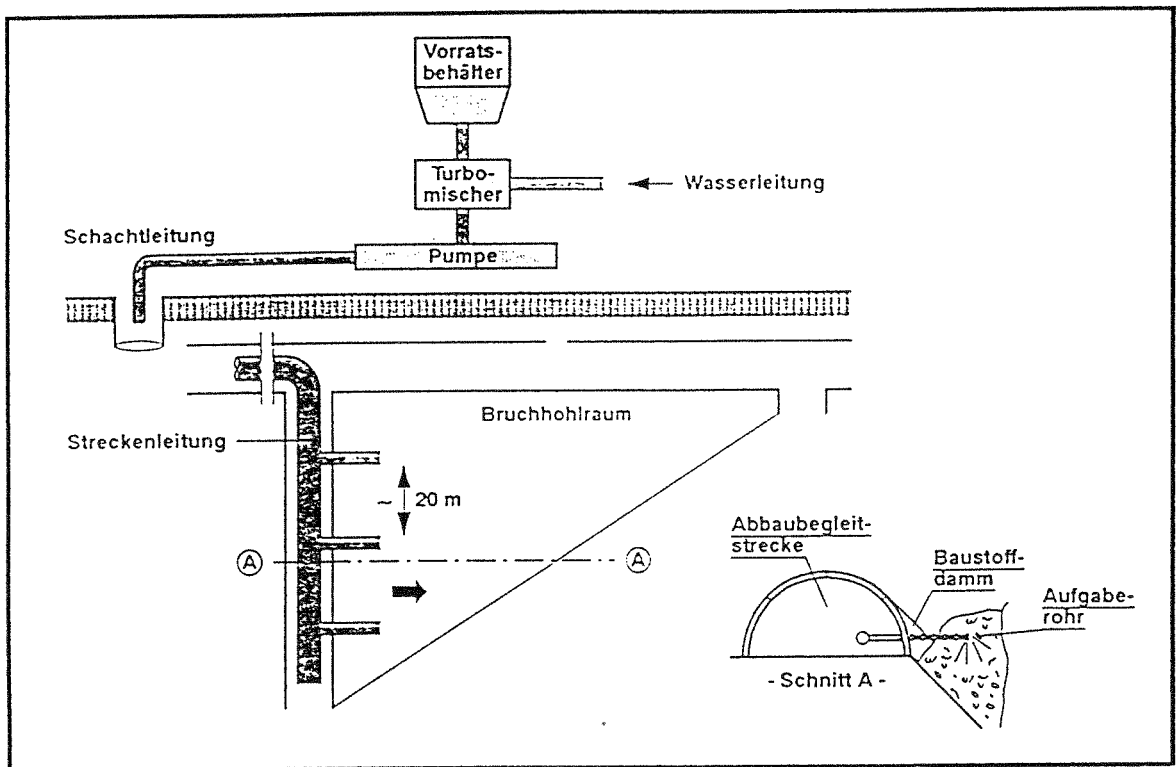 Vorrats-
behälter
Turbo-
mischer
Wasserleitung
Schachtleitung
Pumpe
Bruchhohlraum
Streckenleitung
~ 20 m
A
A
Abbaubegleit-
strecke
Baustoff-
damm
Aufgabe-
rohr
- Schnitt A -